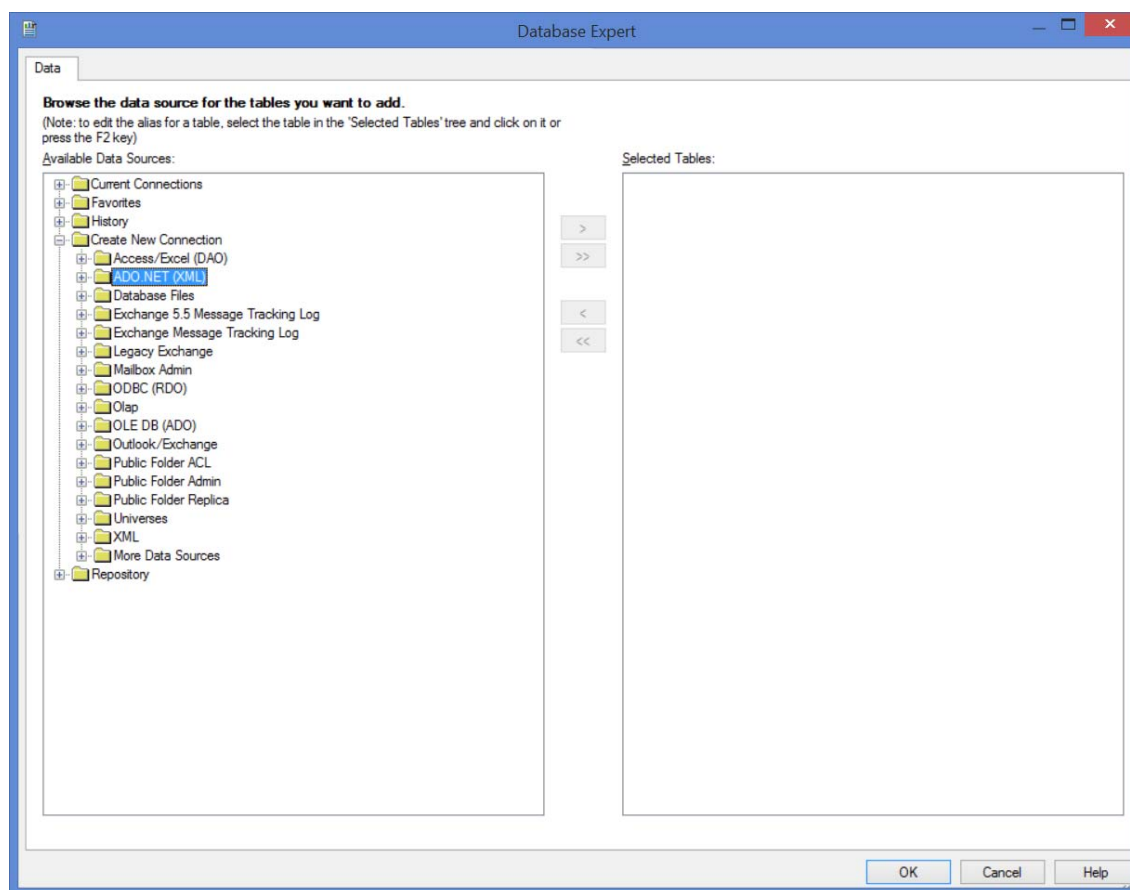 Database Expert
Data
Browse the data source for the tables you want to add.
(Note: to edit the alias for a table, select the table in the 'Selected Tables' tree and click on it or
press the F2 key)
Available Data Sources:
Selected Tables:
Current Connections
Favorites
History
Create New Connection
Access/Excel (DAO)
ADO.NET (XML)
Database Files
Exchange 5.5 Message Tracking Log
Exchange Message Tracking Log
Legacy Exchange
Mailbox Admin
ODBC (RDO)
Olap
OLE DB (ADO)
Outlook/Exchange
Public Folder ACL
Public Folder Admin
Public Folder Replica
Universes
XML
More Data Sources
Repository
>
>>
<
<<
OK Cancel Help